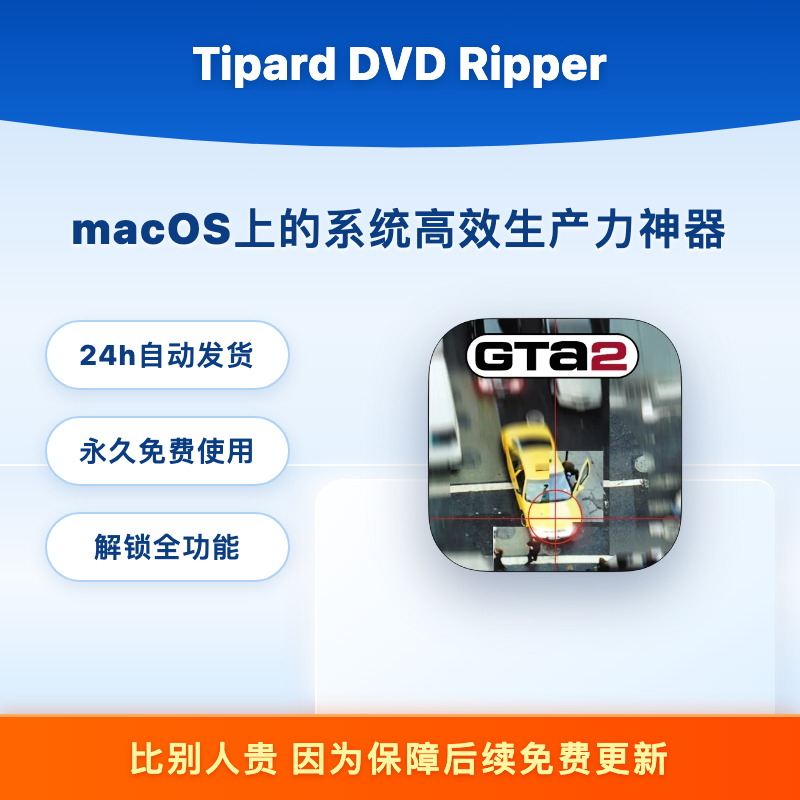 Tipard DVD Ripper
macOS上的系统高效生产力神器
24h自动发货
永久免费使用
解锁全功能
GTa2
比别人贵 因为保障后续免费更新